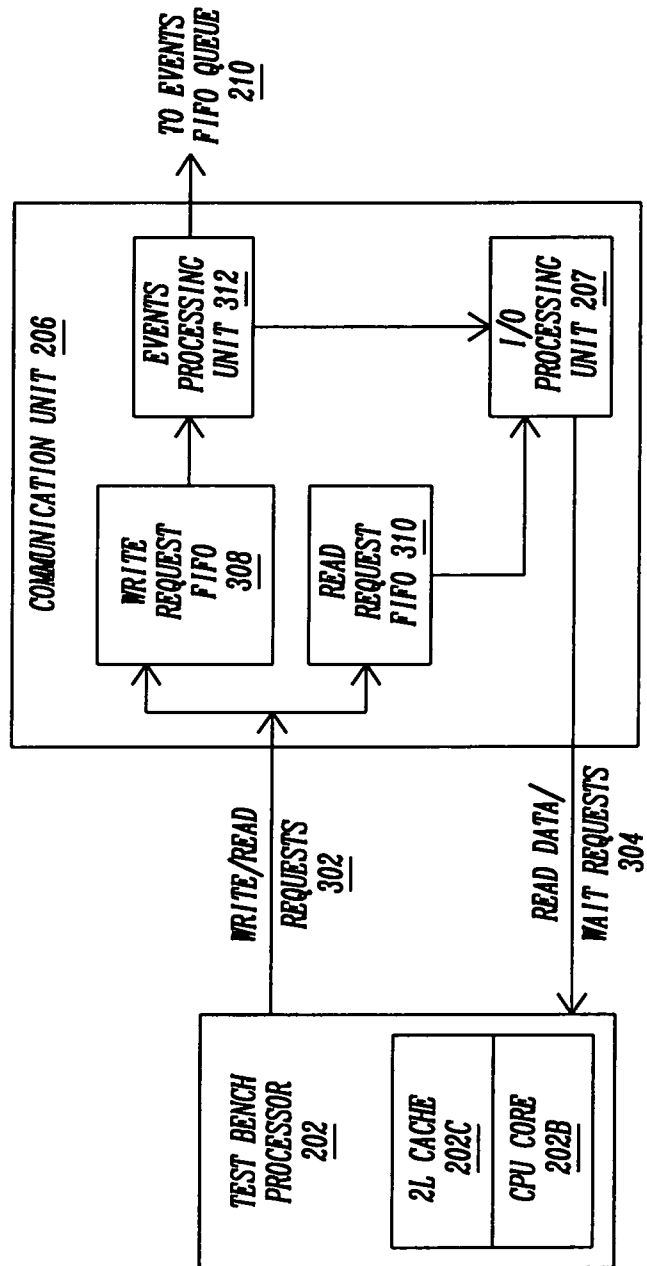 TEST BENCH
PROCESSOR
202
2L CACHE
202C
CPU CORE
202B
WRITE/READ
REQUESTS
302
READ DATA/
WAIT REQUESTS
304
COMMUNICATION UNIT 206
WRITE
REQUEST
FIFO
308
READ
REQUEST
FIFO 310
EVENTS
PROCESSING
UNIT 312
I/O
PROCESSING
UNIT 207
TO EVENTS
FIFO QUEUE
210